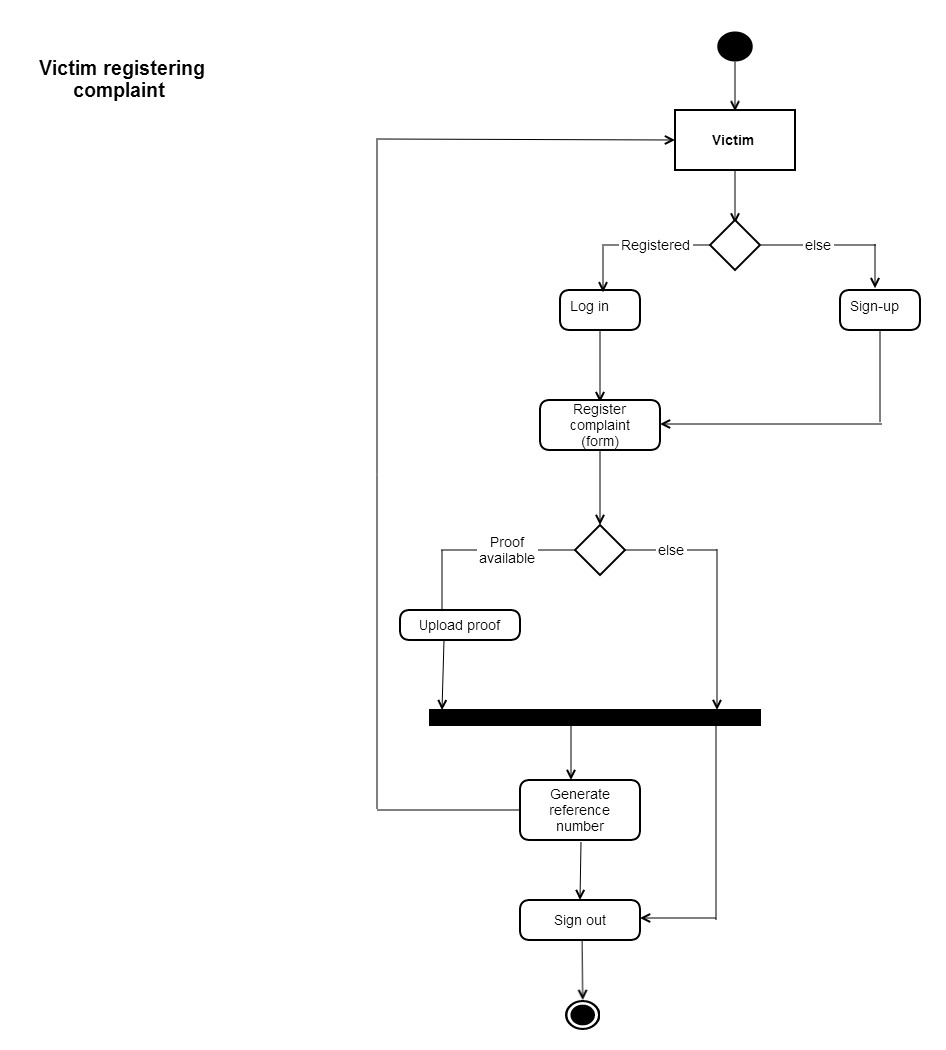 Victim registering
complaint
Victim
Registered
else
Log in
Sign-up
Register
complaint
(form)
Proof
available
else
Upload proof
Generate
reference
number
Sign out